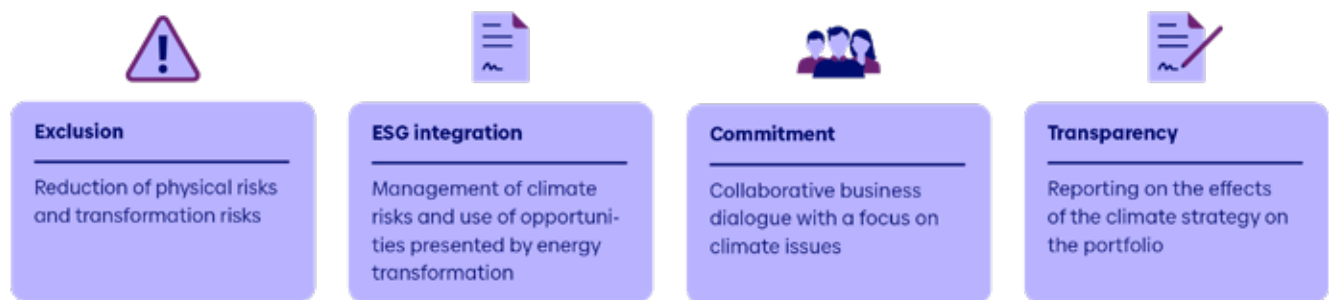 Exclusion
Reduction of physical risks
and transformation risks
ESG integration
Management of climate
risks and use of opportuni-
ties presented by energy
transformation
Commitment
Collaborative business
dialogue with a focus on
climate issues
Transparency
Reporting on the effects
of the climate strategy on
the portfolio